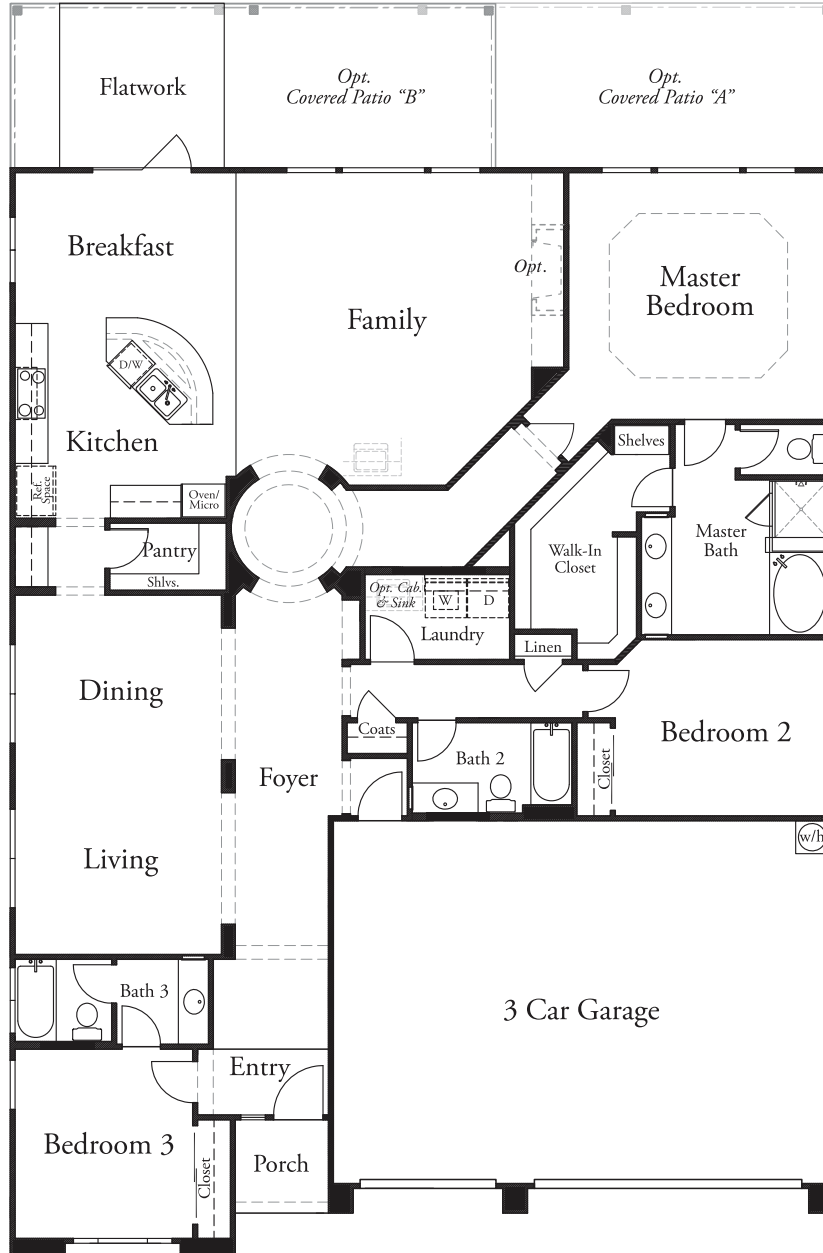 Flatwork
Opt.
Covered Patio “B”
Opt.
Covered Patio “A”
Breakfast
Opt.
Family
Master
Bedroom
D/W
Kitchen
Shelves
Ref.
Space
Oven/
Micro
Pantry
Shlvs.
Master
Bath
Walk-In
Closet
Opt. Cab.
& Sink
W
D
Laundry
Linen
Dining
Coats
Bath 2
Closet
Bedroom 2
Foyer
Living
w/h
Bath 3
3 Car Garage
Entry
Bedroom 3
Closet
Porch